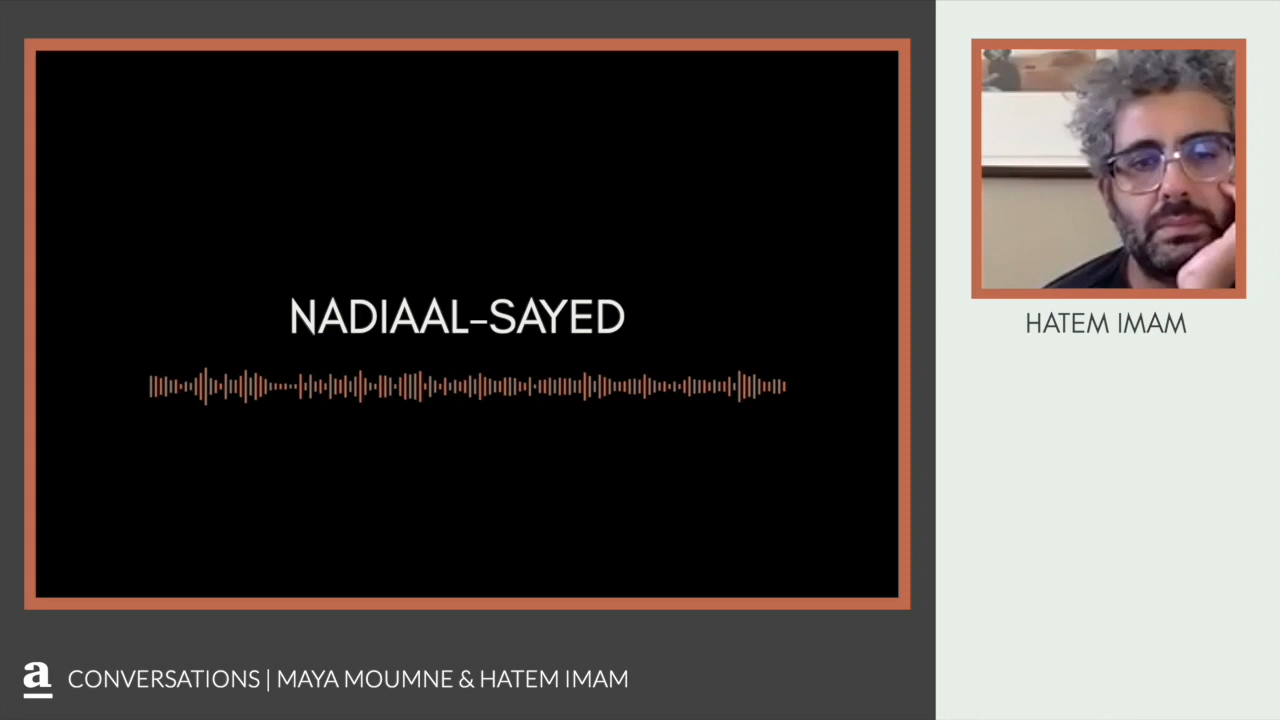 NADIAAL-SAYED
HATEM IMAM
a CONVERSATIONS | MAYA MOUMNE & HATEM IMAM